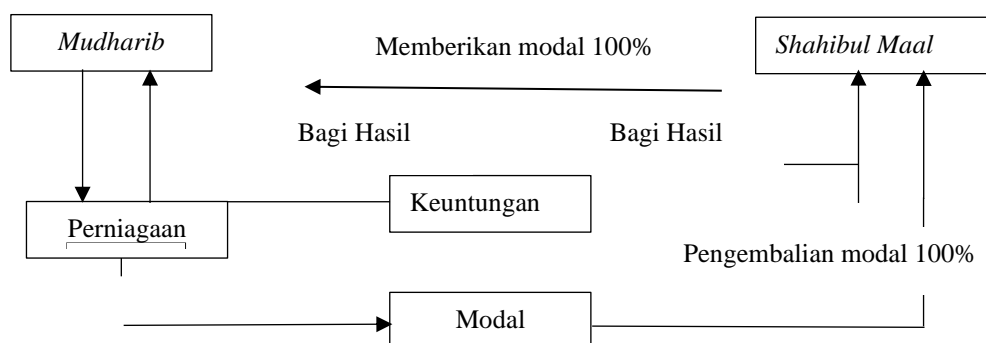 Mudharib
Memberikan modal 100%
Shahibul Maal
Bagi Hasil
Bagi Hasil
Keuntungan
Perniagaan
Pengembalian modal 100%
Modal